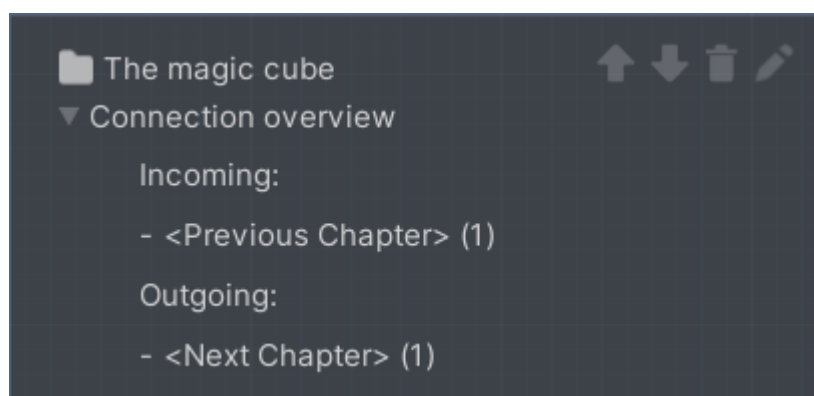 The magic cube
Connection overview
Incoming:
- <Previous Chapter> (1)
Outgoing:
- <Next Chapter> (1)